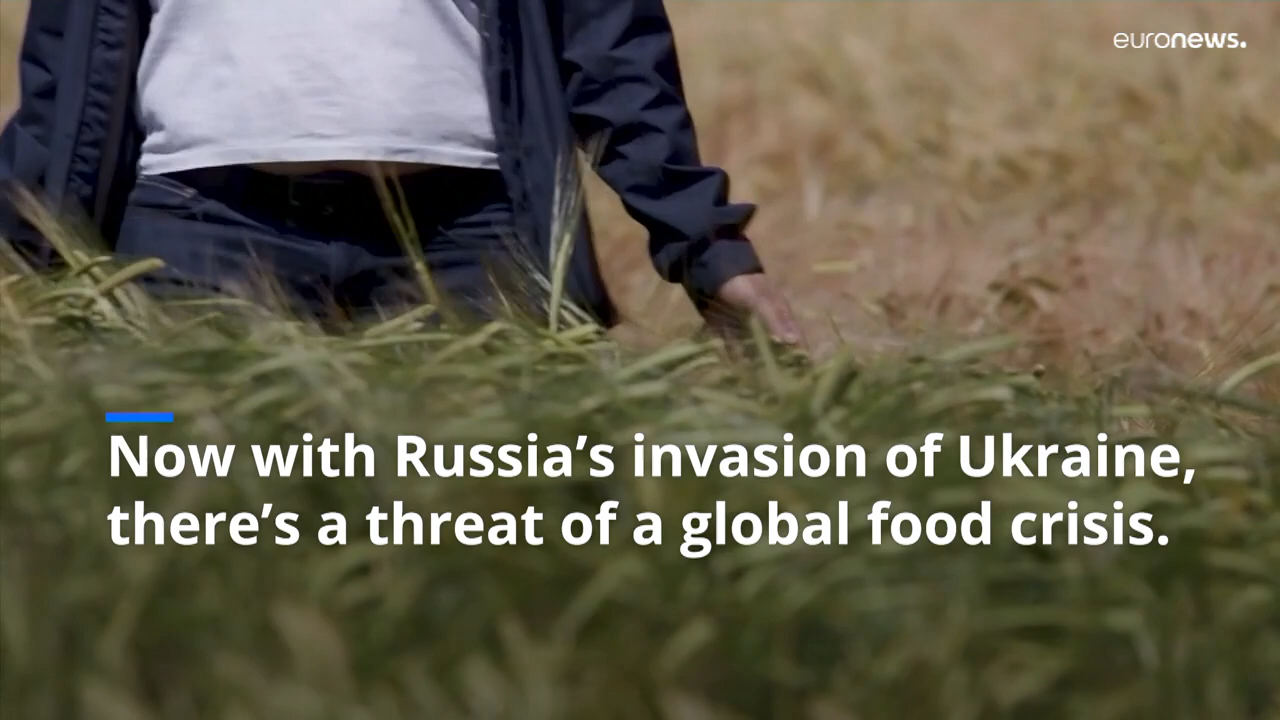 euronews.
Now with Russia’s invasion of Ukraine,
there’s a threat of a global food crisis.